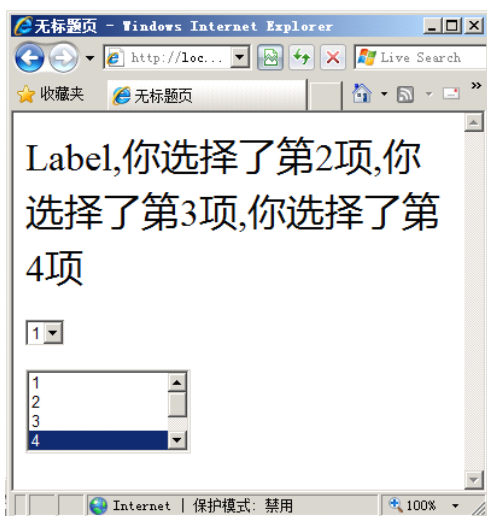 无标题页 - Windows Internet Explorer
http://loc... Live Search
收藏夹 无标题页 »
Label,你选择了第2项,你
选择了第3项,你选择了第
4项
1
1
2
3
4
Internet | 保护模式: 禁用 100%